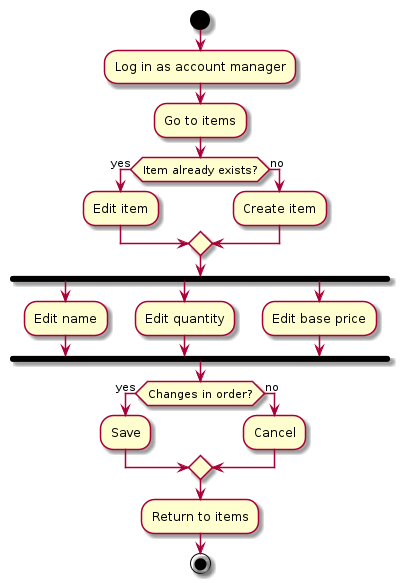 Log in as account manager
Go to items
yes
Item already exists?
no
Edit item
Create item
Edit name
Edit quantity
Edit base price
yes
Changes in order?
no
Save
Cancel
Return to items